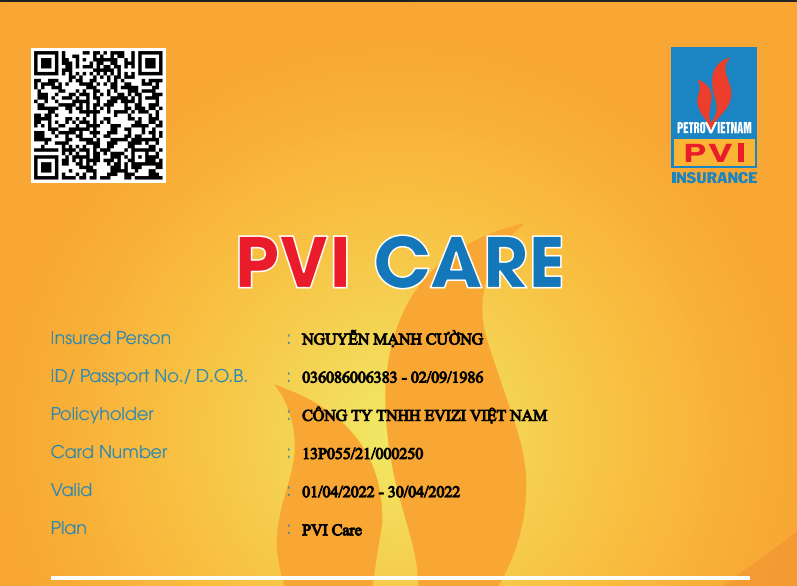 PETROVIETNAM
PVI
INSURANCE
PVI CARE
Insured Person : NGUYỄN MẠNH CƯỜNG
ID/ Passport No./ D.O.B. : 036086006383 - 02/09/1986
Policyholder : CÔNG TY TNHH EVIZI VIỆT NAM
Card Number : 13P055/21/000250
Valid : 01/04/2022 - 30/04/2022
Plan : PVI Care